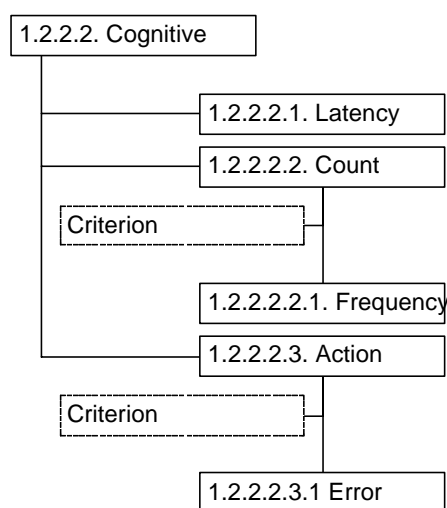 1.2.2.2. Cognitive
1.2.2.2.1. Latency
1.2.2.2.2. Count
Criterion
1.2.2.2.2.1. Frequency
1.2.2.2.3. Action
Criterion
1.2.2.2.3.1 Error